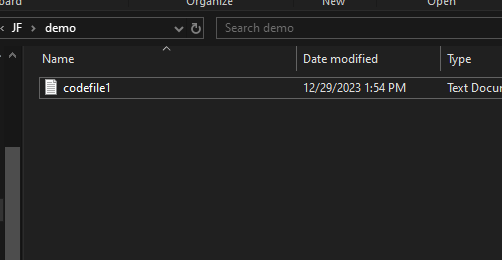 Organize New Open
JF demo Search demo
Name Date modified Type
codefile1 12/29/2023 1:54 PM Text